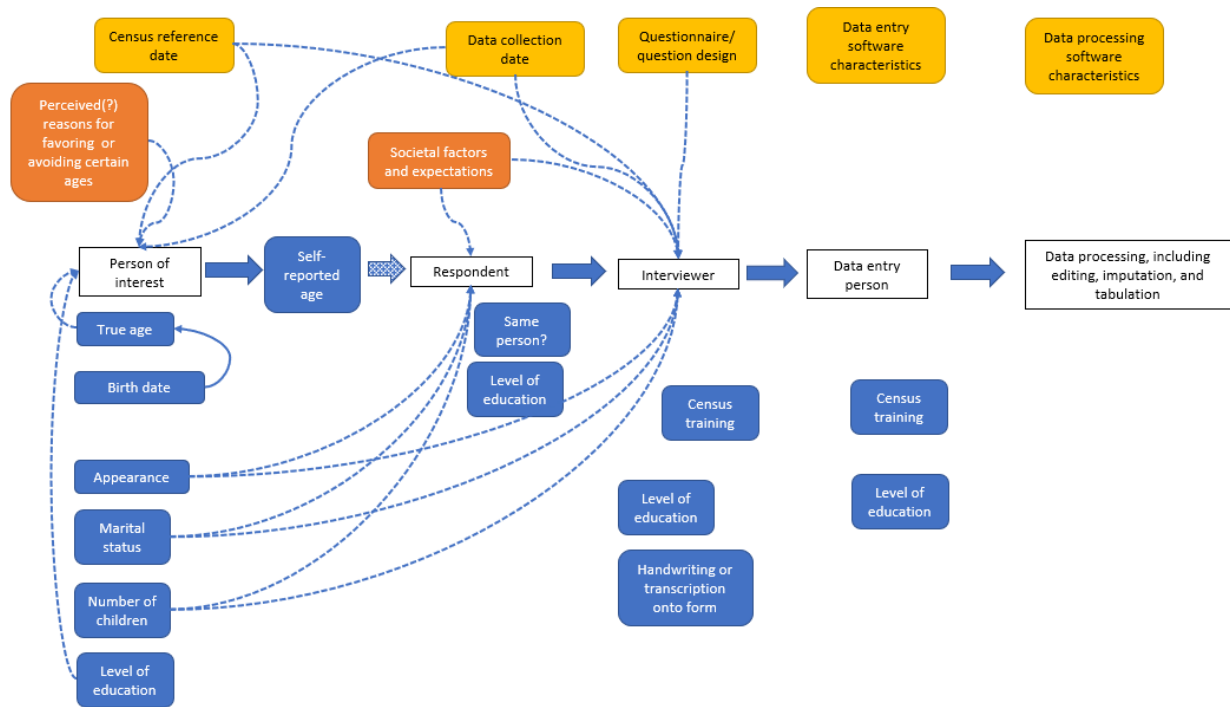 Census reference
date
Data collection
date
Questionnaire/
question design
Data entry
software
characteristics
Data processing
software
characteristics
Perceived(?)
reasons for
favoring or
avoiding certain
ages
Societal factors
and expectations
Person of
interest
Self-
reported
age
Respondent
Interviewer
Data entry
person
Data processing, including
editing, imputation, and
tabulation
True age
Birth date
Same
person?
Level of
education
Census
training
Census
training
Appearance
Marital
status
Number of
children
Level of
education
Level of
education
Handwriting or
transcription
onto form
Level of
education